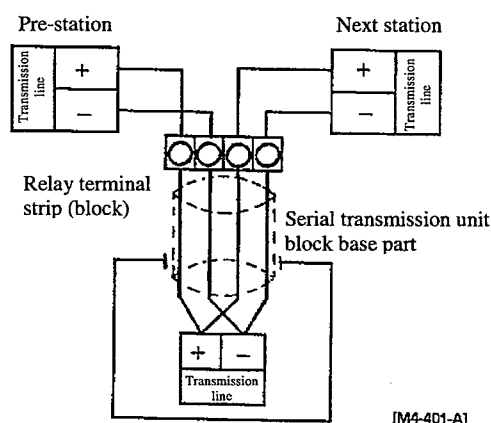 Pre-station
Next station
Transmission
line
+
−
+
−
Transmission
line
Relay terminal
strip (block)
Serial transmission unit
block base part
+ −
Transmission
line
[M4-401-A]